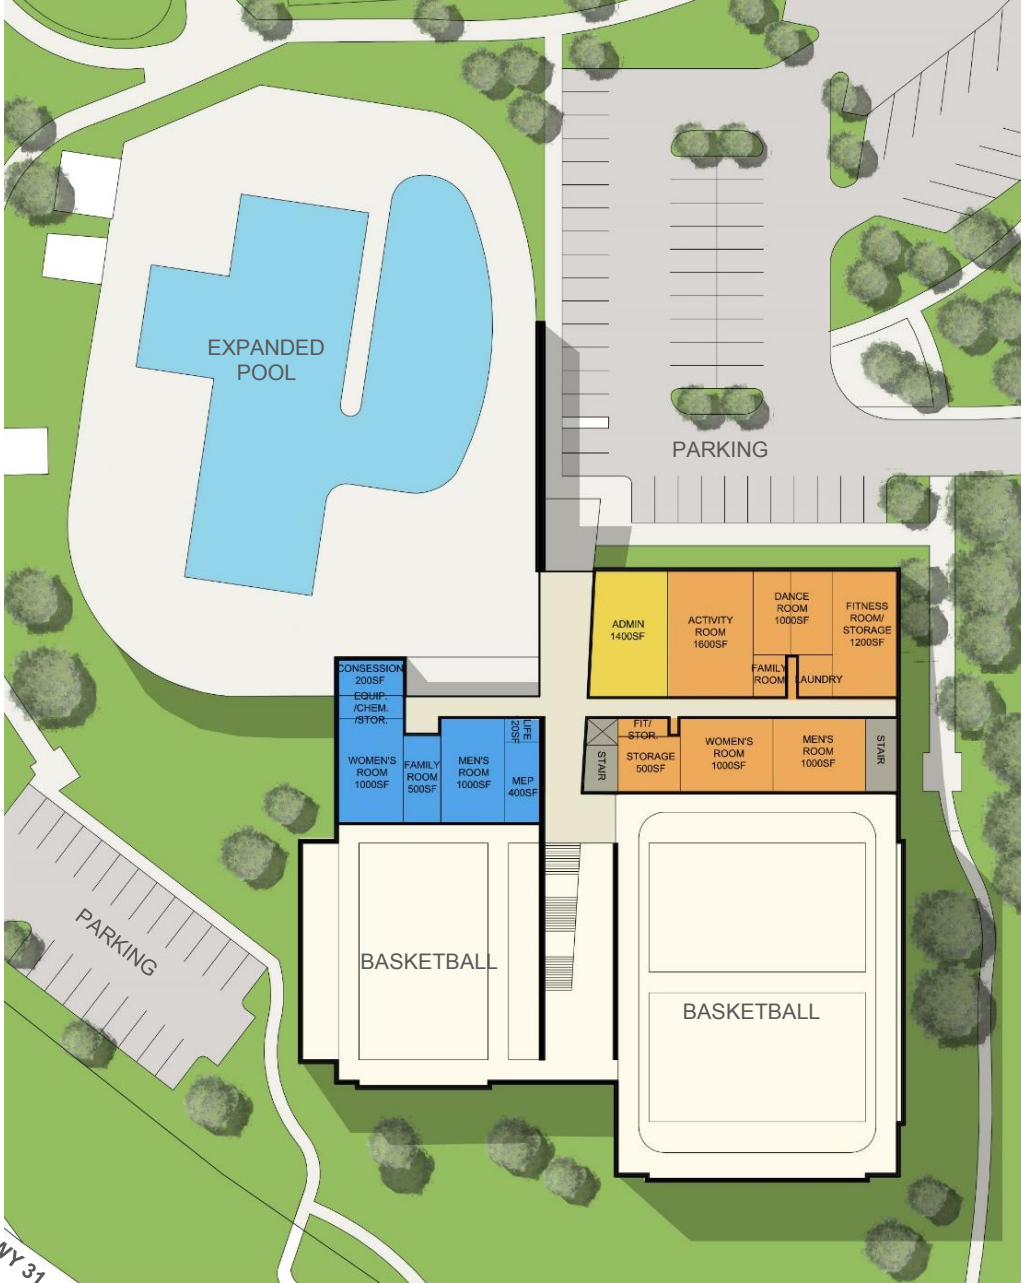 EXPANDED
POOL
PARKING
ADMIN
1400SF
ACTIVITY
ROOM
1600SF
DANCE
ROOM
1000SF
FITNESS
ROOM/
STORAGE
1200SF
FAMILY
ROOM
LAUNDRY
CONSESSION
200SF
EQUIP.
/CHEM.
/STOR.
WOMEN'S
ROOM
1000SF
FAMILY
ROOM
500SF
MEN'S
ROOM
1000SF
LIFE
20SF
MEP
400SF
STAIR
FIT/
STOR.
STORAGE
500SF
WOMEN'S
ROOM
1000SF
MEN'S
ROOM
1000SF
STAIR
PARKING
BASKETBALL
BASKETBALL
WY 31